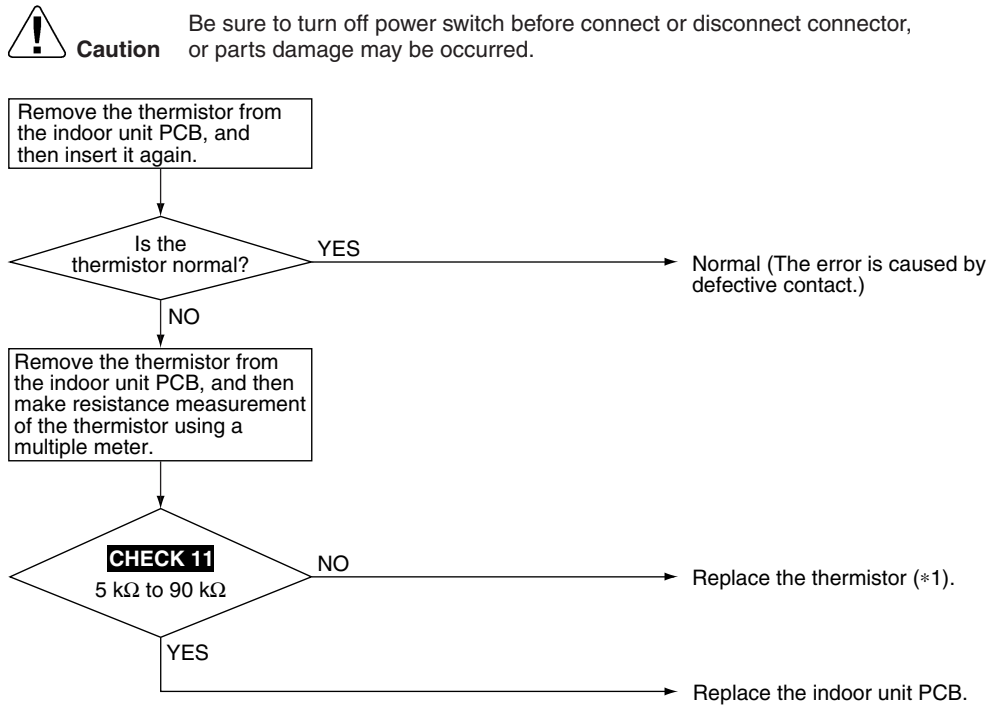 Be sure to turn off power switch before connect or disconnect connector,
Caution or parts damage may be occurred.
Remove the thermistor from
the indoor unit PCB, and
then insert it again.
Is the
thermistor normal?
YES
Normal (The error is caused by
defective contact.)
NO
Remove the thermistor from
the indoor unit PCB, and then
make resistance measurement
of the thermistor using a
multiple meter.
CHECK 11
5 kΩ to 90 kΩ
NO
Replace the thermistor (∗1).
YES
Replace the indoor unit PCB.